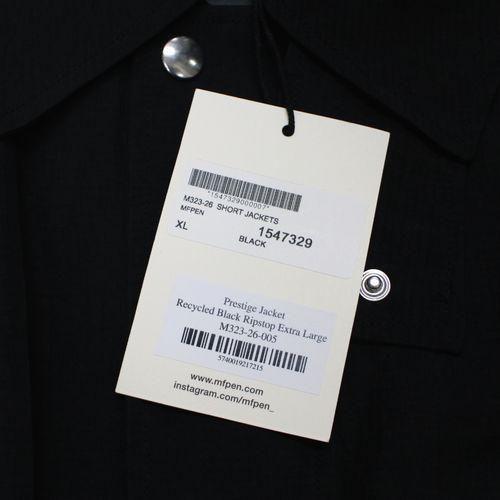 *1547329000007*
M323-26 SHORT JACKETS
MFPEN
XL
BLACK
1547329
Prestige Jacket
Recycled Black Ripstop Extra Large
M323-26-005
5740019217215
www.mfpen.com
instagram.com/mfpen_